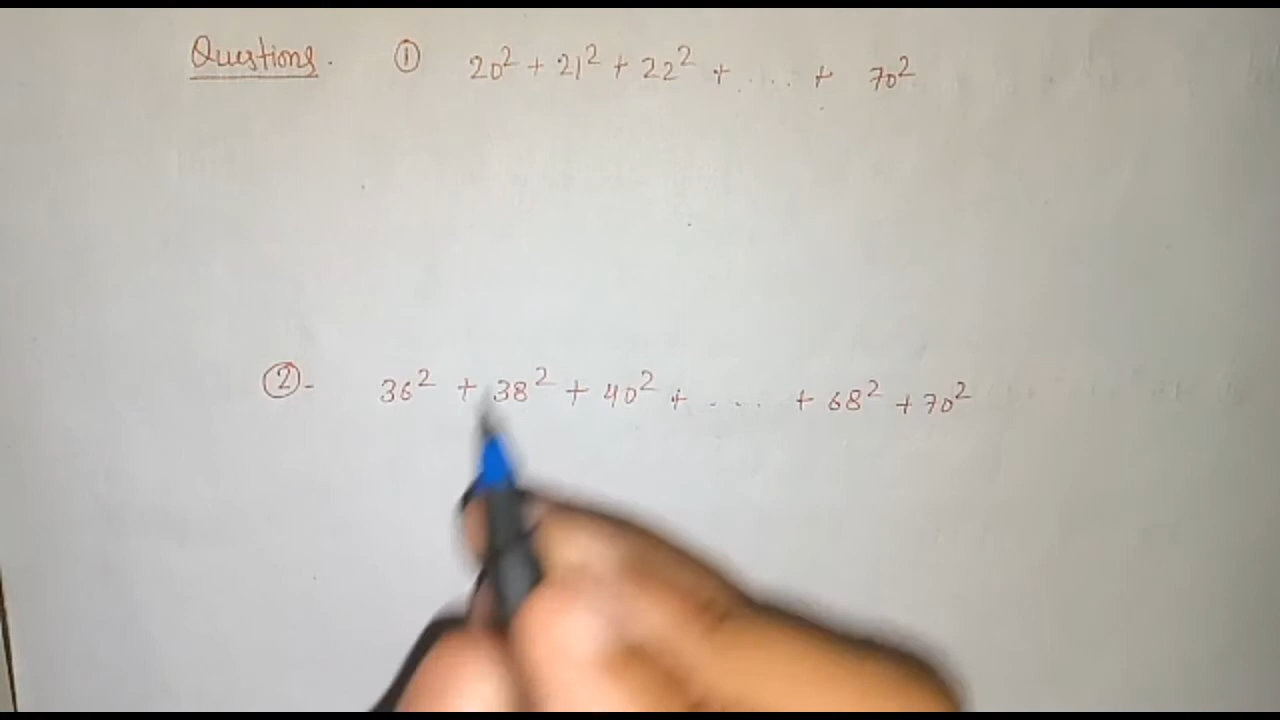 Questions. ① 20² + 21² + 22² + .... + 70²
②- 36² + 38² + 40² + .... + 68² + 70²